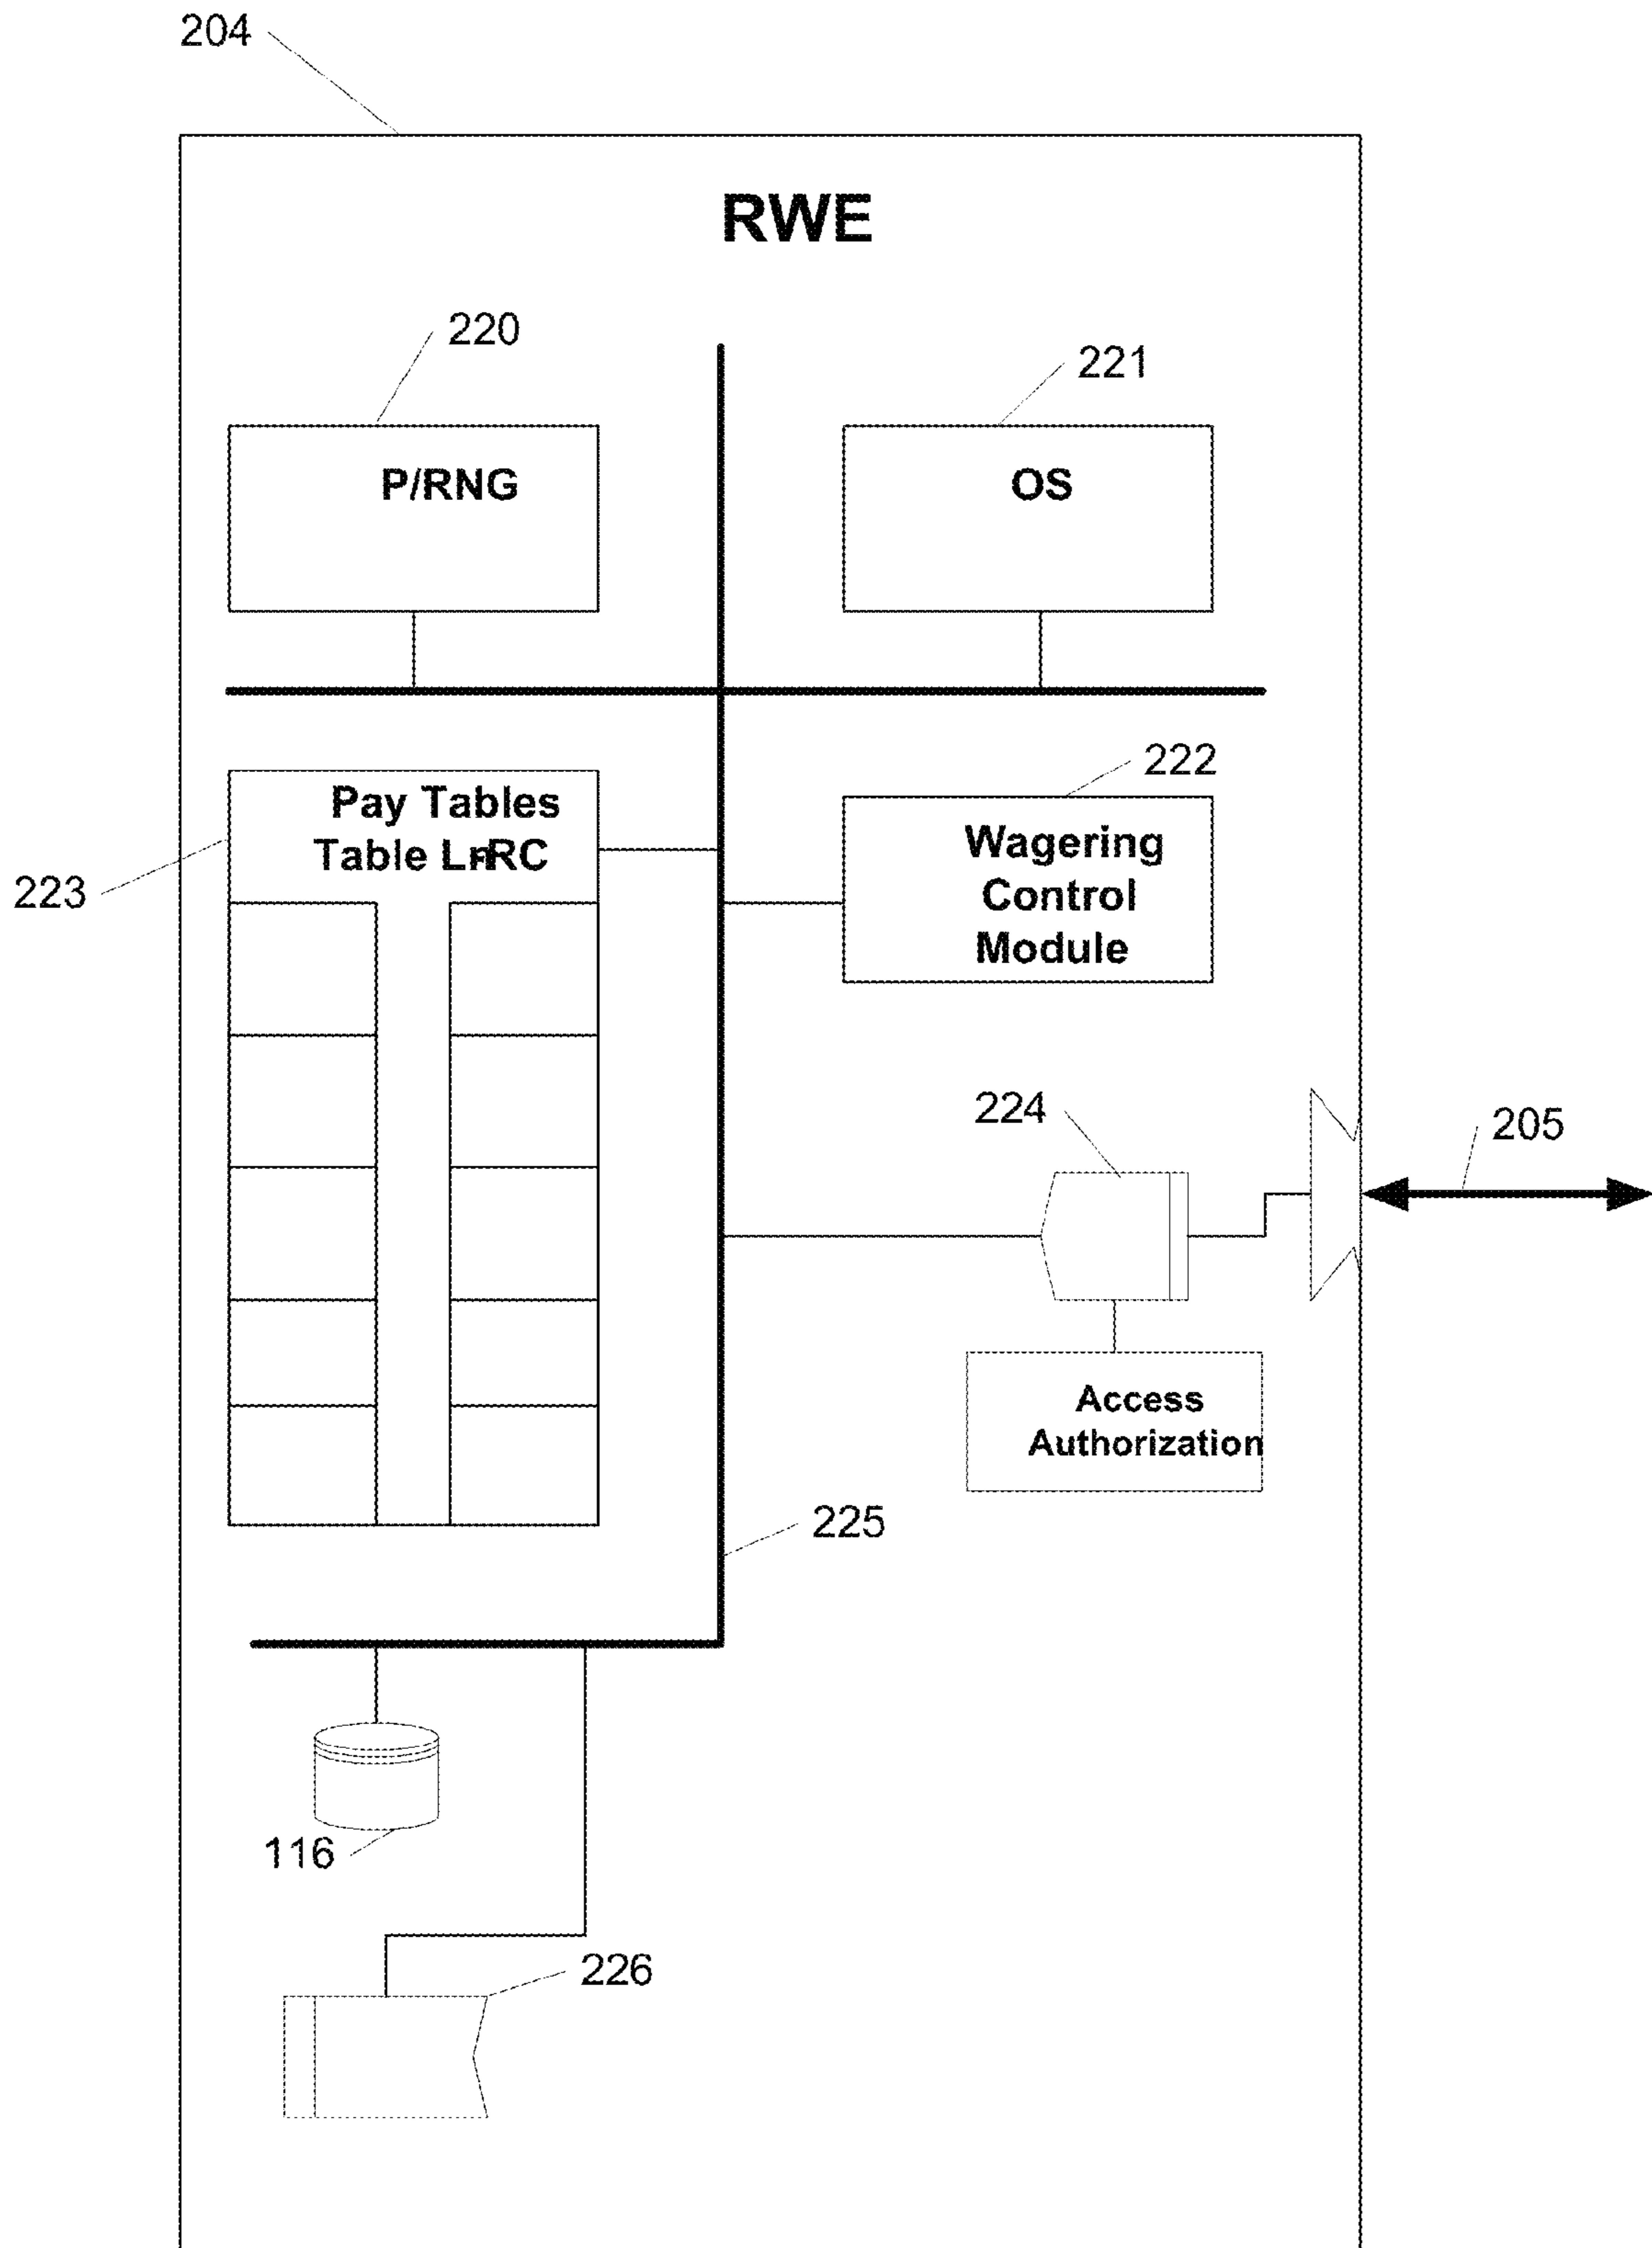 204
RWE
220
221
P/RNG
OS
222
Pay Tables
Table
223
Wagering
Control
Module
224
205
Access
Authorization
225
116
226